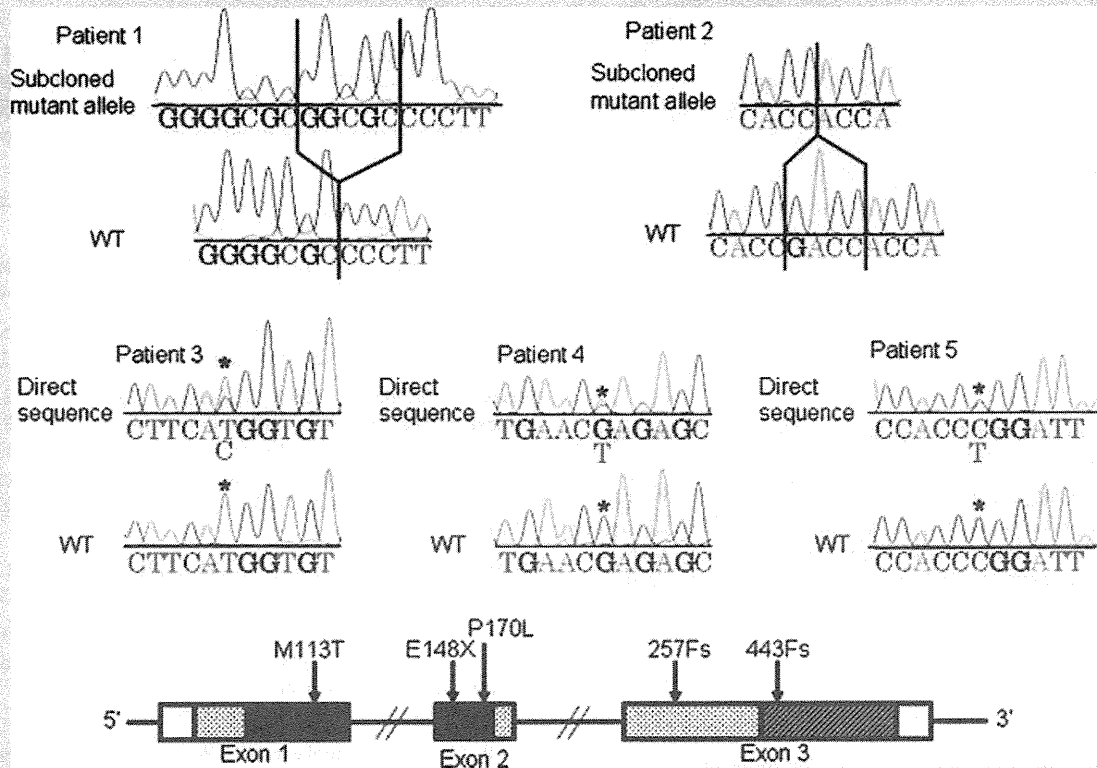 Patient 1
Subcloned
mutant allele
GGGGCGCGGCGCCCCTT
WT
GGGGCGCCCCTT
Patient 2
Subcloned
mutant allele
CACCACCA
WT
CACCGACCACCA
Patient 3
*
Direct
sequence
CTTCATGGTGT
C
*
WT
CTTCATGGTGT
Patient 4
*
Direct
sequence
TGAACGAGAGC
T
*
WT
TGAACGAGAGC
Patient 5
*
Direct
sequence
CCACCCGGATT
T
*
WT
CCACCCGGATT
M113T
E148X
P170L
257Fs
443Fs
5'
3'
Exon 1
Exon 2
Exon 3